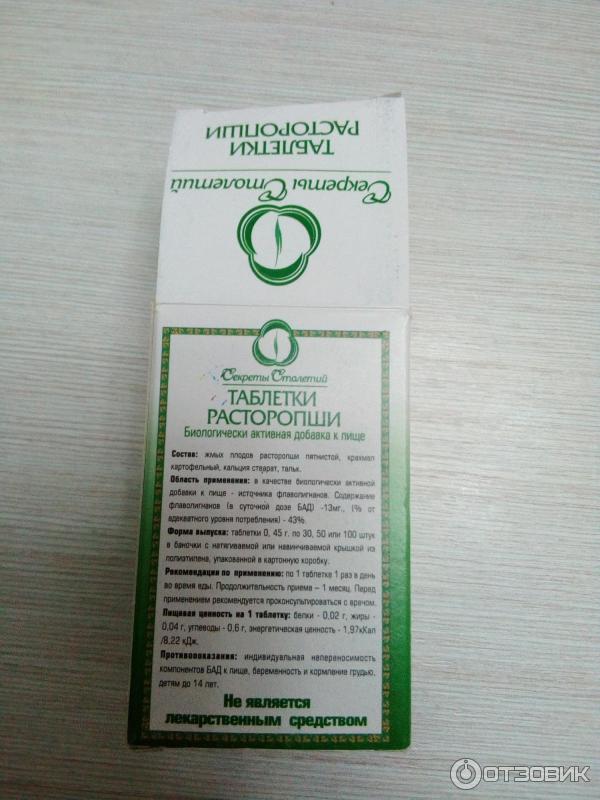 ТАБЛЕТКИ
РАСТОРОПШИ
Секреты Столетий
Секреты Столетий
ТАБЛЕТКИ
РАСТОРОПШИ
Биологически активная добавка к пище
Состав: жмых плодов расторопши пятнистой, крахмал
картофельный, кальция стеарат, тальк.
Область применения: в качестве биологически активной
добавки к пище - источника флаволигнанов. Содержание
флаволигнанов (в суточной дозе БАД) -13мг., (% от
адекватного уровня потребления) - 43%.
Форма выпуска: таблетки 0, 45 г. по 30, 50 или 100 штук
в баночки с натягиваемой или навинчиваемой крышкой из
полиэтилена, упакованной в картонную коробку.
Рекомендации по применению: по 1 таблетке 1 раз в день
во время еды. Продолжительность приема – 1 месяц. Перед
применением рекомендуется проконсультироваться с врачом.
Пищевая ценность на 1 таблетку: белки - 0,02 г, жиры -
0,04 г, углеводы - 0,6 г, энергетическая ценность - 1,97кКал
/8,22 кДж.
Противопоказания: индивидуальная непереносимость
компонентов БАД к пище, беременность и кормление грудью,
детям до 14 лет.
Не является
лекарственным средством
ОТЗОВИК